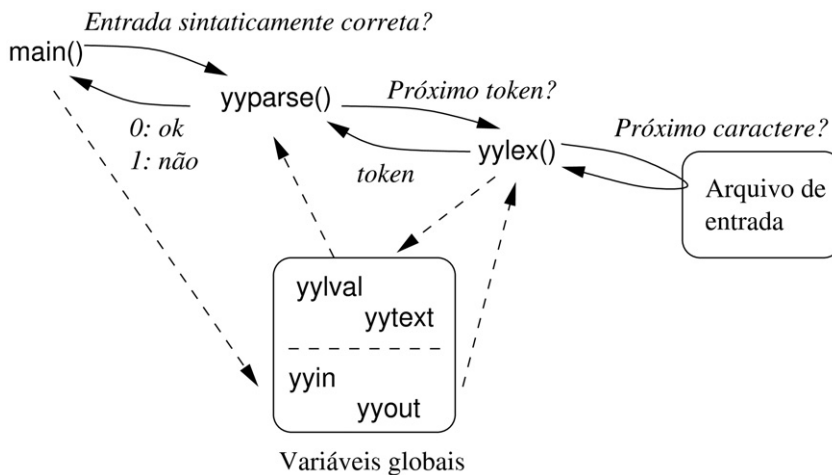 Entrada sintaticamente correta?
main()
yyparse()
Próximo token?
0: ok
1: não
token
yylex()
Próximo caractere?
Arquivo de
entrada
yylval
yytext
yyin
yyout
Variáveis globais